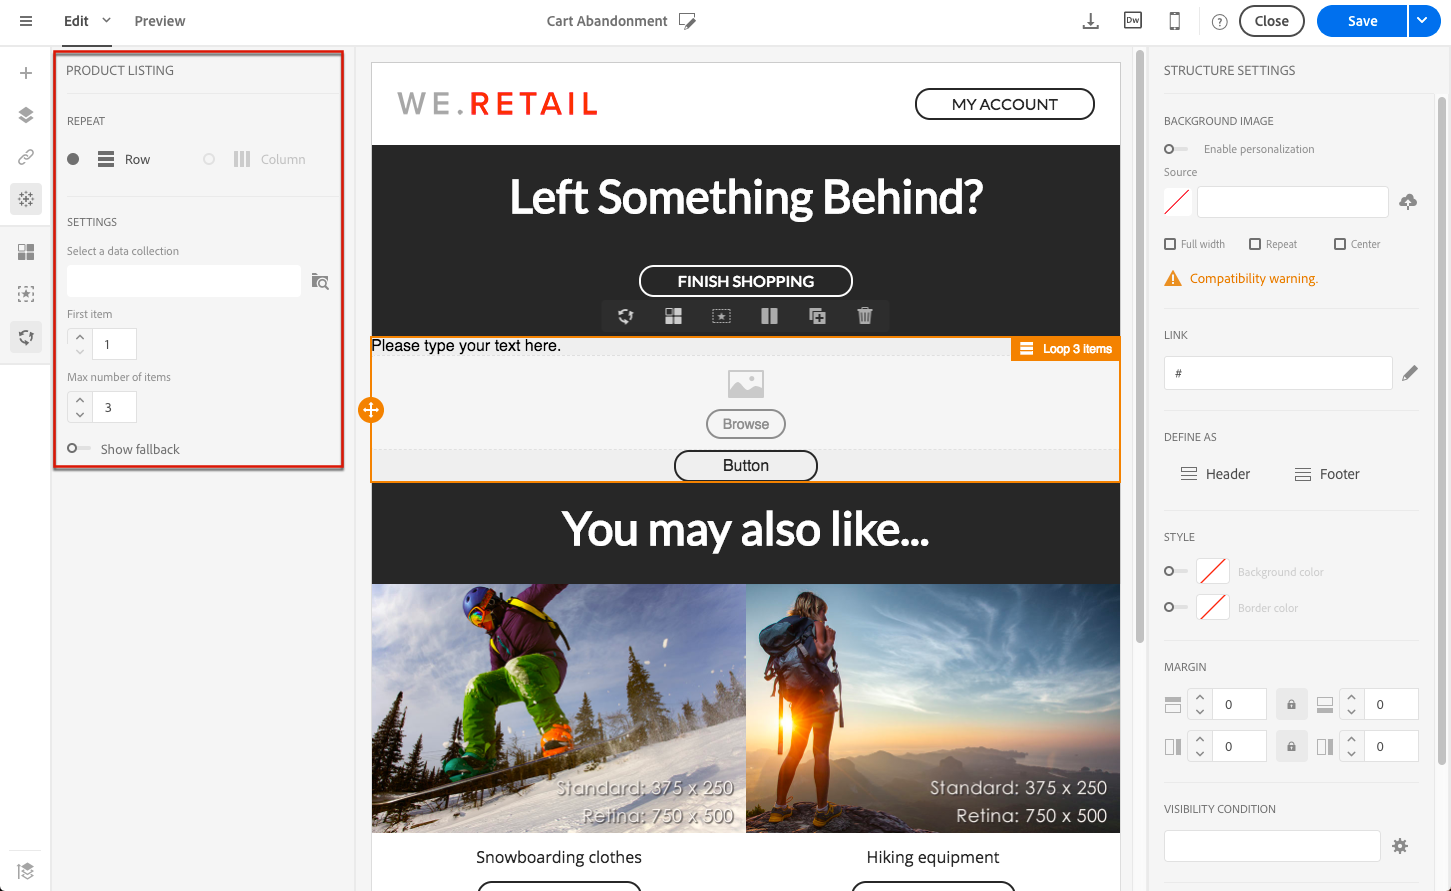 Edit
Preview
Cart Abandonment
Dw
?
Close
Save
PRODUCT LISTING
REPEAT
Row
Column
SETTINGS
Select a data collection
First item
1
Max number of items
3
Show fallback
WE.RETAIL
MY ACCOUNT
Left Something Behind?
FINISH SHOPPING
Please type your text here.
Loop 3 Items
Browse
Button
You may also like...
Standard: 375 x 250
Retina: 750 x 500
Standard: 375 x 250
Retina: 750 x 500
Snowboarding clothes
Hiking equipment
STRUCTURE SETTINGS
BACKGROUND IMAGE
Enable personalization
Source
Full width
Repeat
Center
Compatibility warning.
LINK
#
DEFINE AS
Header
Footer
STYLE
Background color
Border color
MARGIN
0
0
0
0
VISIBILITY CONDITION